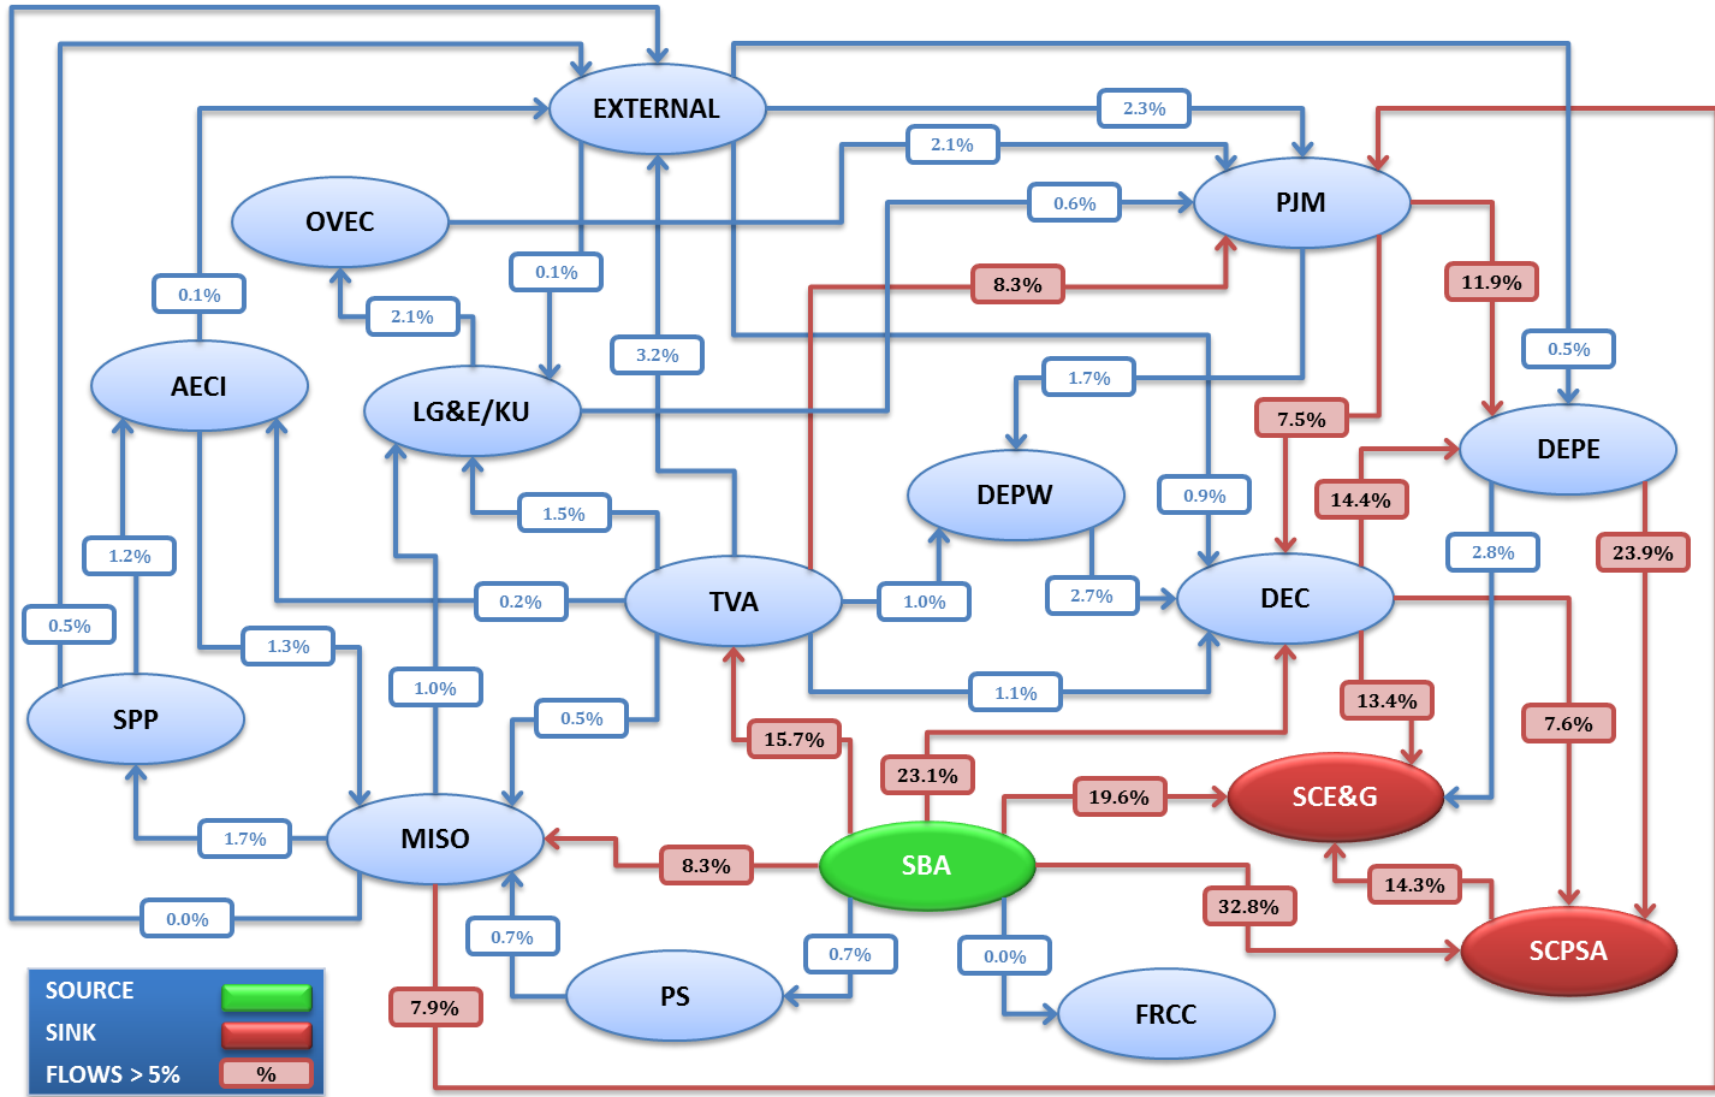 EXTERNAL
2.3%
2.1%
OVEC
0.6%
PJM
0.1%
0.1%
8.3%
11.9%
2.1%
3.2%
0.5%
AECI
LG&E/KU
1.7%
7.5%
DEPE
DEPW
0.9%
14.4%
1.5%
1.2%
2.8%
23.9%
0.2%
TVA
1.0%
2.7%
DEC
0.5%
1.3%
1.0%
1.1%
13.4%
SPP
0.5%
15.7%
7.6%
23.1%
19.6%
SCE&G
1.7%
MISO
8.3%
SBA
14.3%
0.0%
32.8%
0.7%
0.7%
0.0%
SCPSA
SOURCE
PS
7.9%
FRCC
SINK
FLOWS > 5%
%